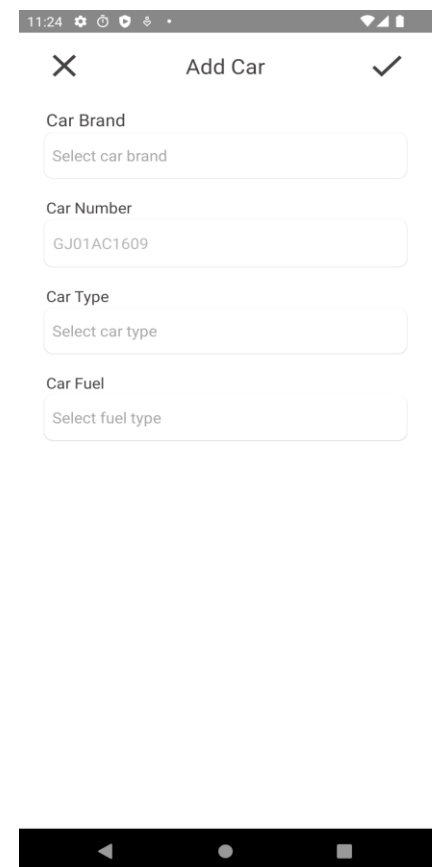 11:24
Add Car
Car Brand
Select car brand
Car Number
GJ01AC1609
Car Type
Select car type
Car Fuel
Select fuel type